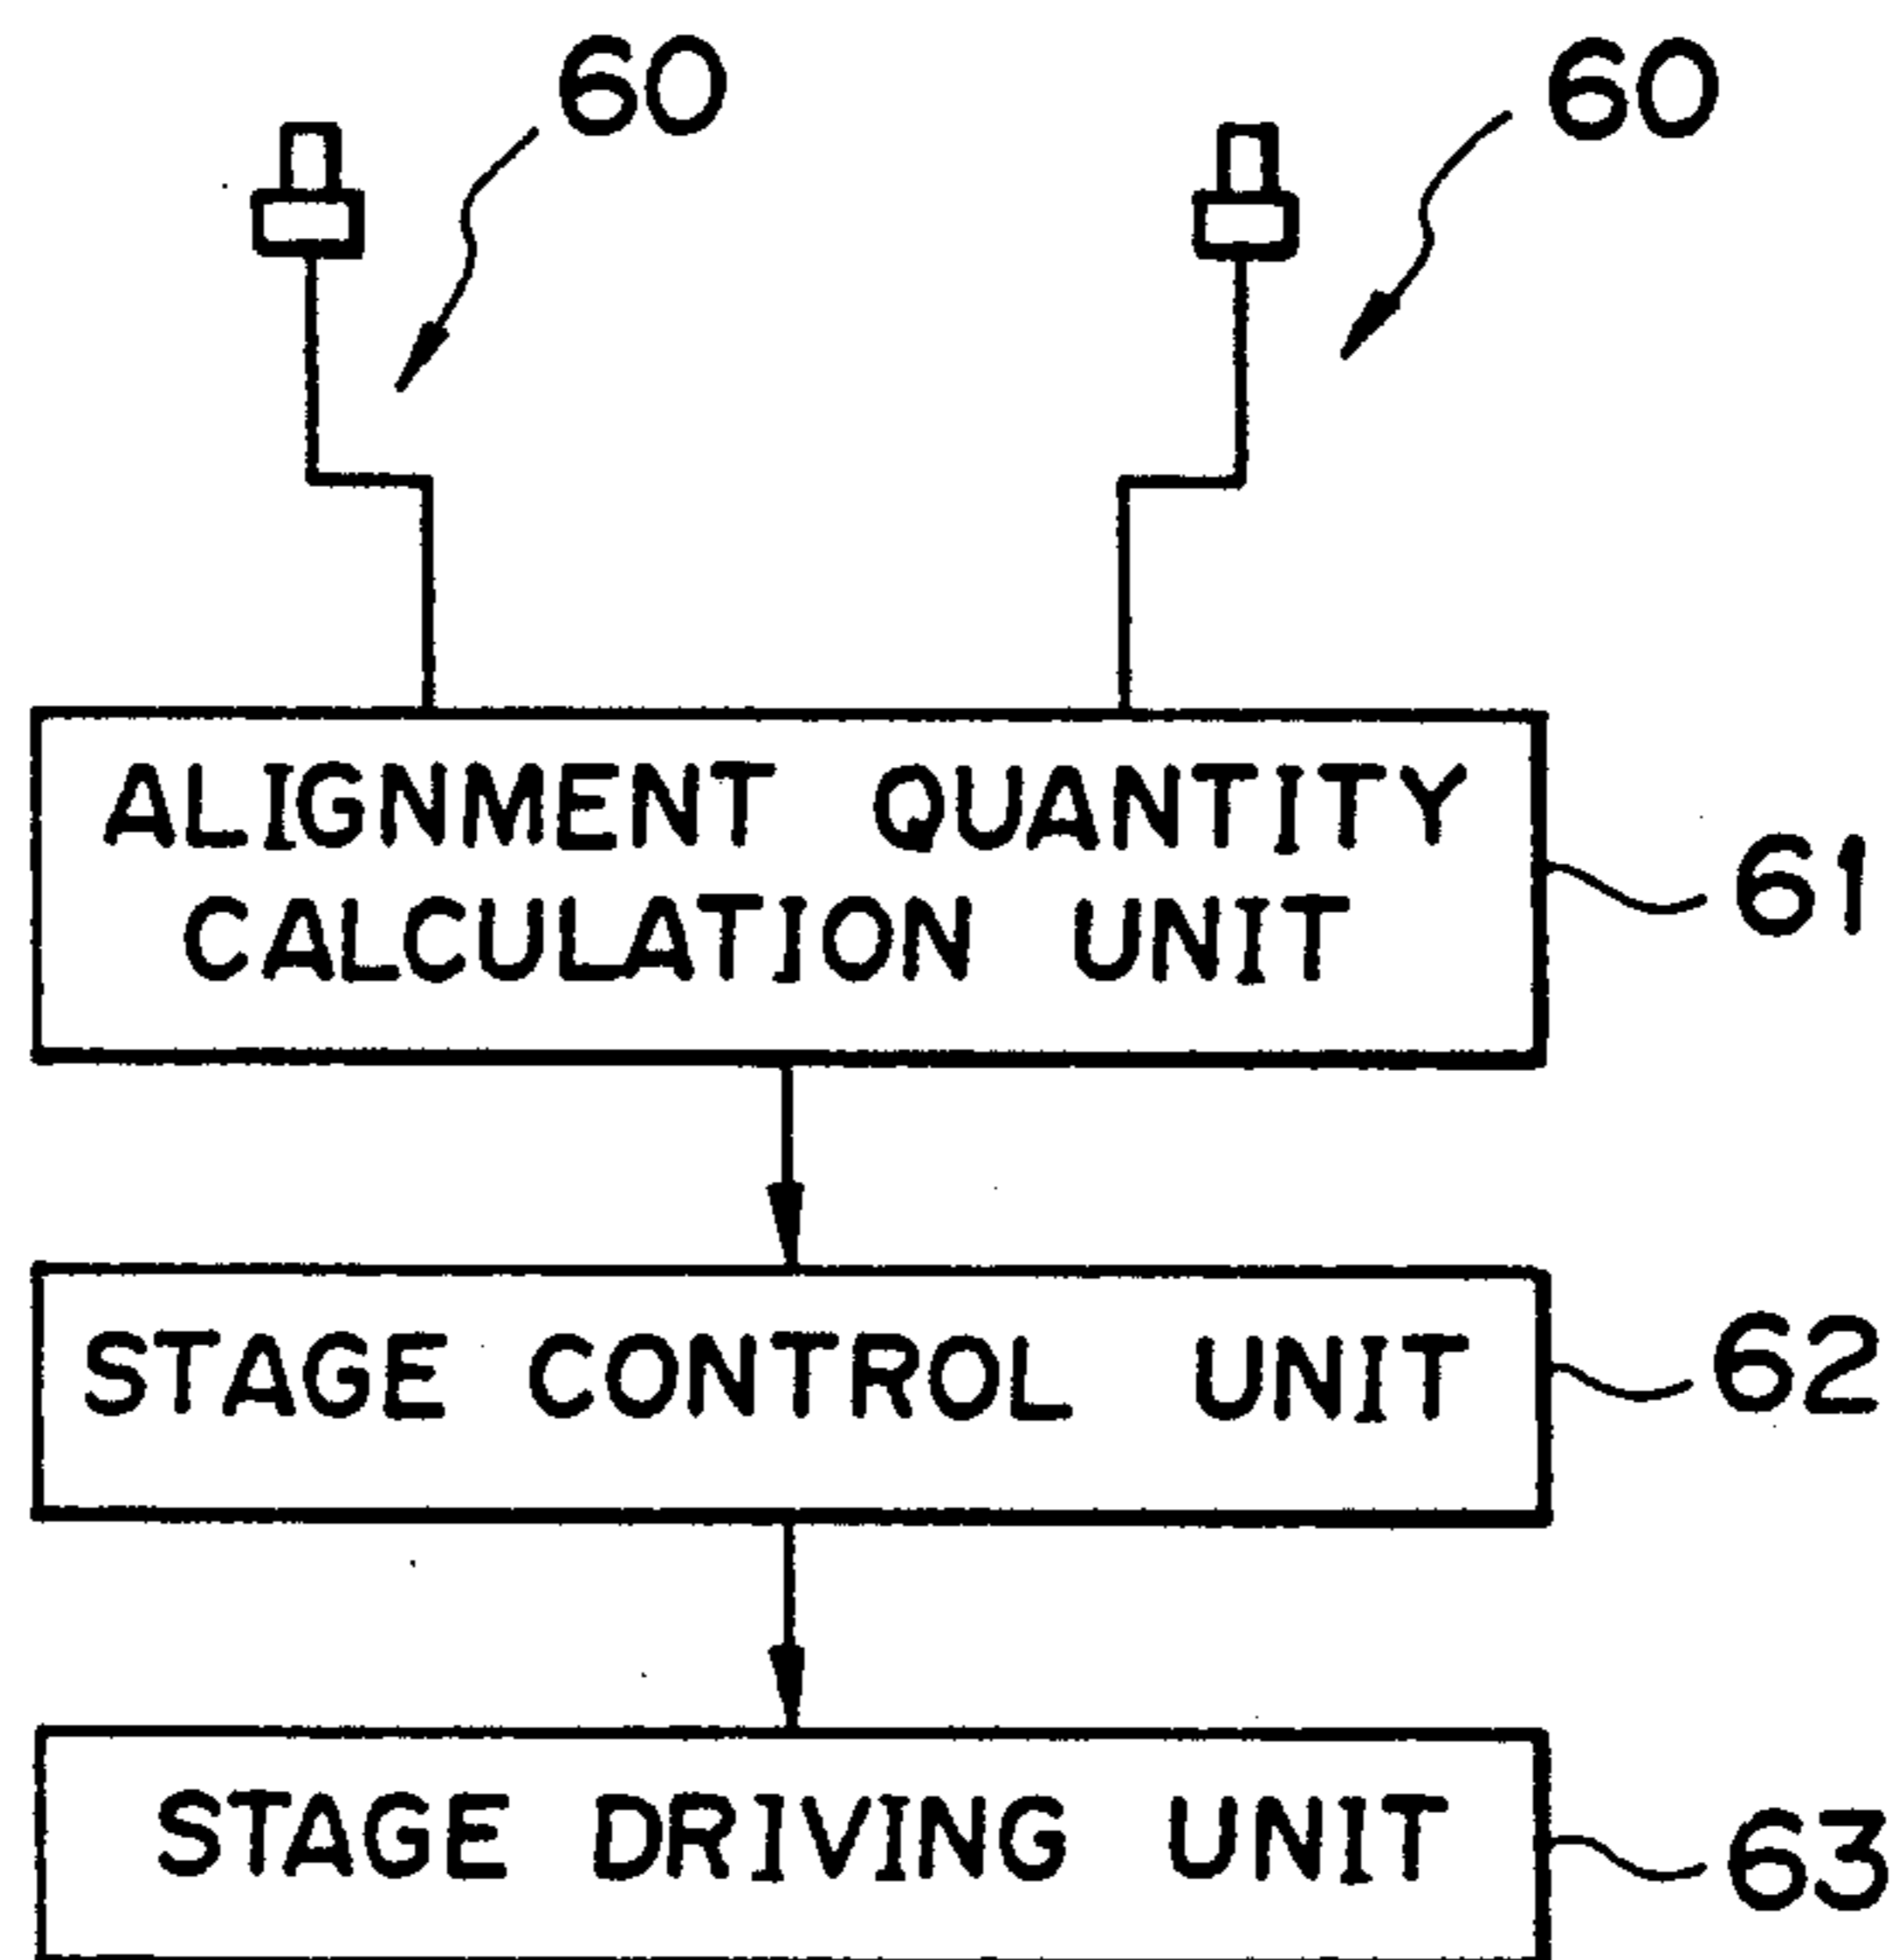 60
60
ALIGNMENT QUANTITY
CALCULATION UNIT
61
STAGE CONTROL UNIT
62
STAGE DRIVING UNIT
63